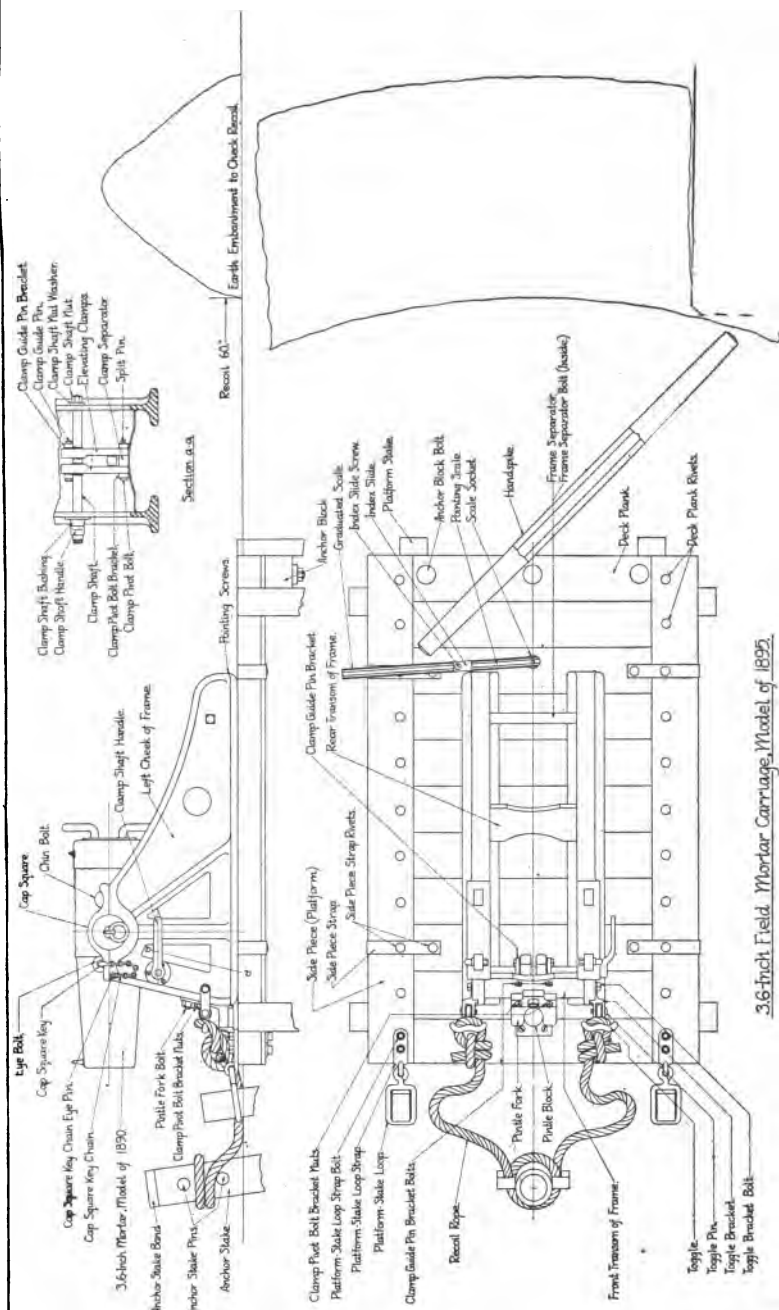 Eye Bolt.
Cap Square
Chin Bolt.
Cap Square Key
Clamp Shaft Handle.
Left Cheek of Frame.
Cap Square Key Chain Eye Pin.
Cap Square Key Chain
3.6-Inch Mortar, Model of 1890.
Pintle Fork Bolt.
Clamp Pivot Bolt Bracket Nuts.
Anchor Stake Band
Anchor Stake Pins
Anchor Stake
Pointing Screws
Anchor Block
Clamp Shaft Bushing
Clamp Shaft Handle.
Clamp Shaft
Clamp Pivot Bolt Bracket
Clamp Pivot Bolt.
Clamp Guide Pin Bracket.
Clamp Guide Pin.
Clamp Shaft Nut Washer.
Clamp Shaft Nut.
Elevating Clamps
Clamp Separator
Split Pin.
Section a-a
Recoil 60."
Earth Embankment to Check Recoil
Clamp Pivot Bolt Bracket Nuts
Platform Stake Loop Strap Bolt
Platform Stake Loop Strap
Platform Stake Loop
Clamp Guide Pin Bracket Bolts
Recoil Rope.
Front Transom of Frame.
Side Piece (Platform)
Side Piece Strap
Side Piece Strap Rivets.
Clamp Guide Pin Bracket
Rear Transom of Frame.
Graduated Scale.
Index Slide Screw.
Index Slide.
Platform Stake.
Anchor Block Bolt
Pointing Scale
Scale Socket
Handspike.
Frame Separator
Frame Separator Bolt (Inside)
Deck Plank.
Deck Plank Rivets.
Pintle Fork
Pintle Block
Toggle
Toggle Pin
Toggle Bracket
Toggle Bracket Bolt
3.6-Inch Field Mortar Carriage, Model of 1895.